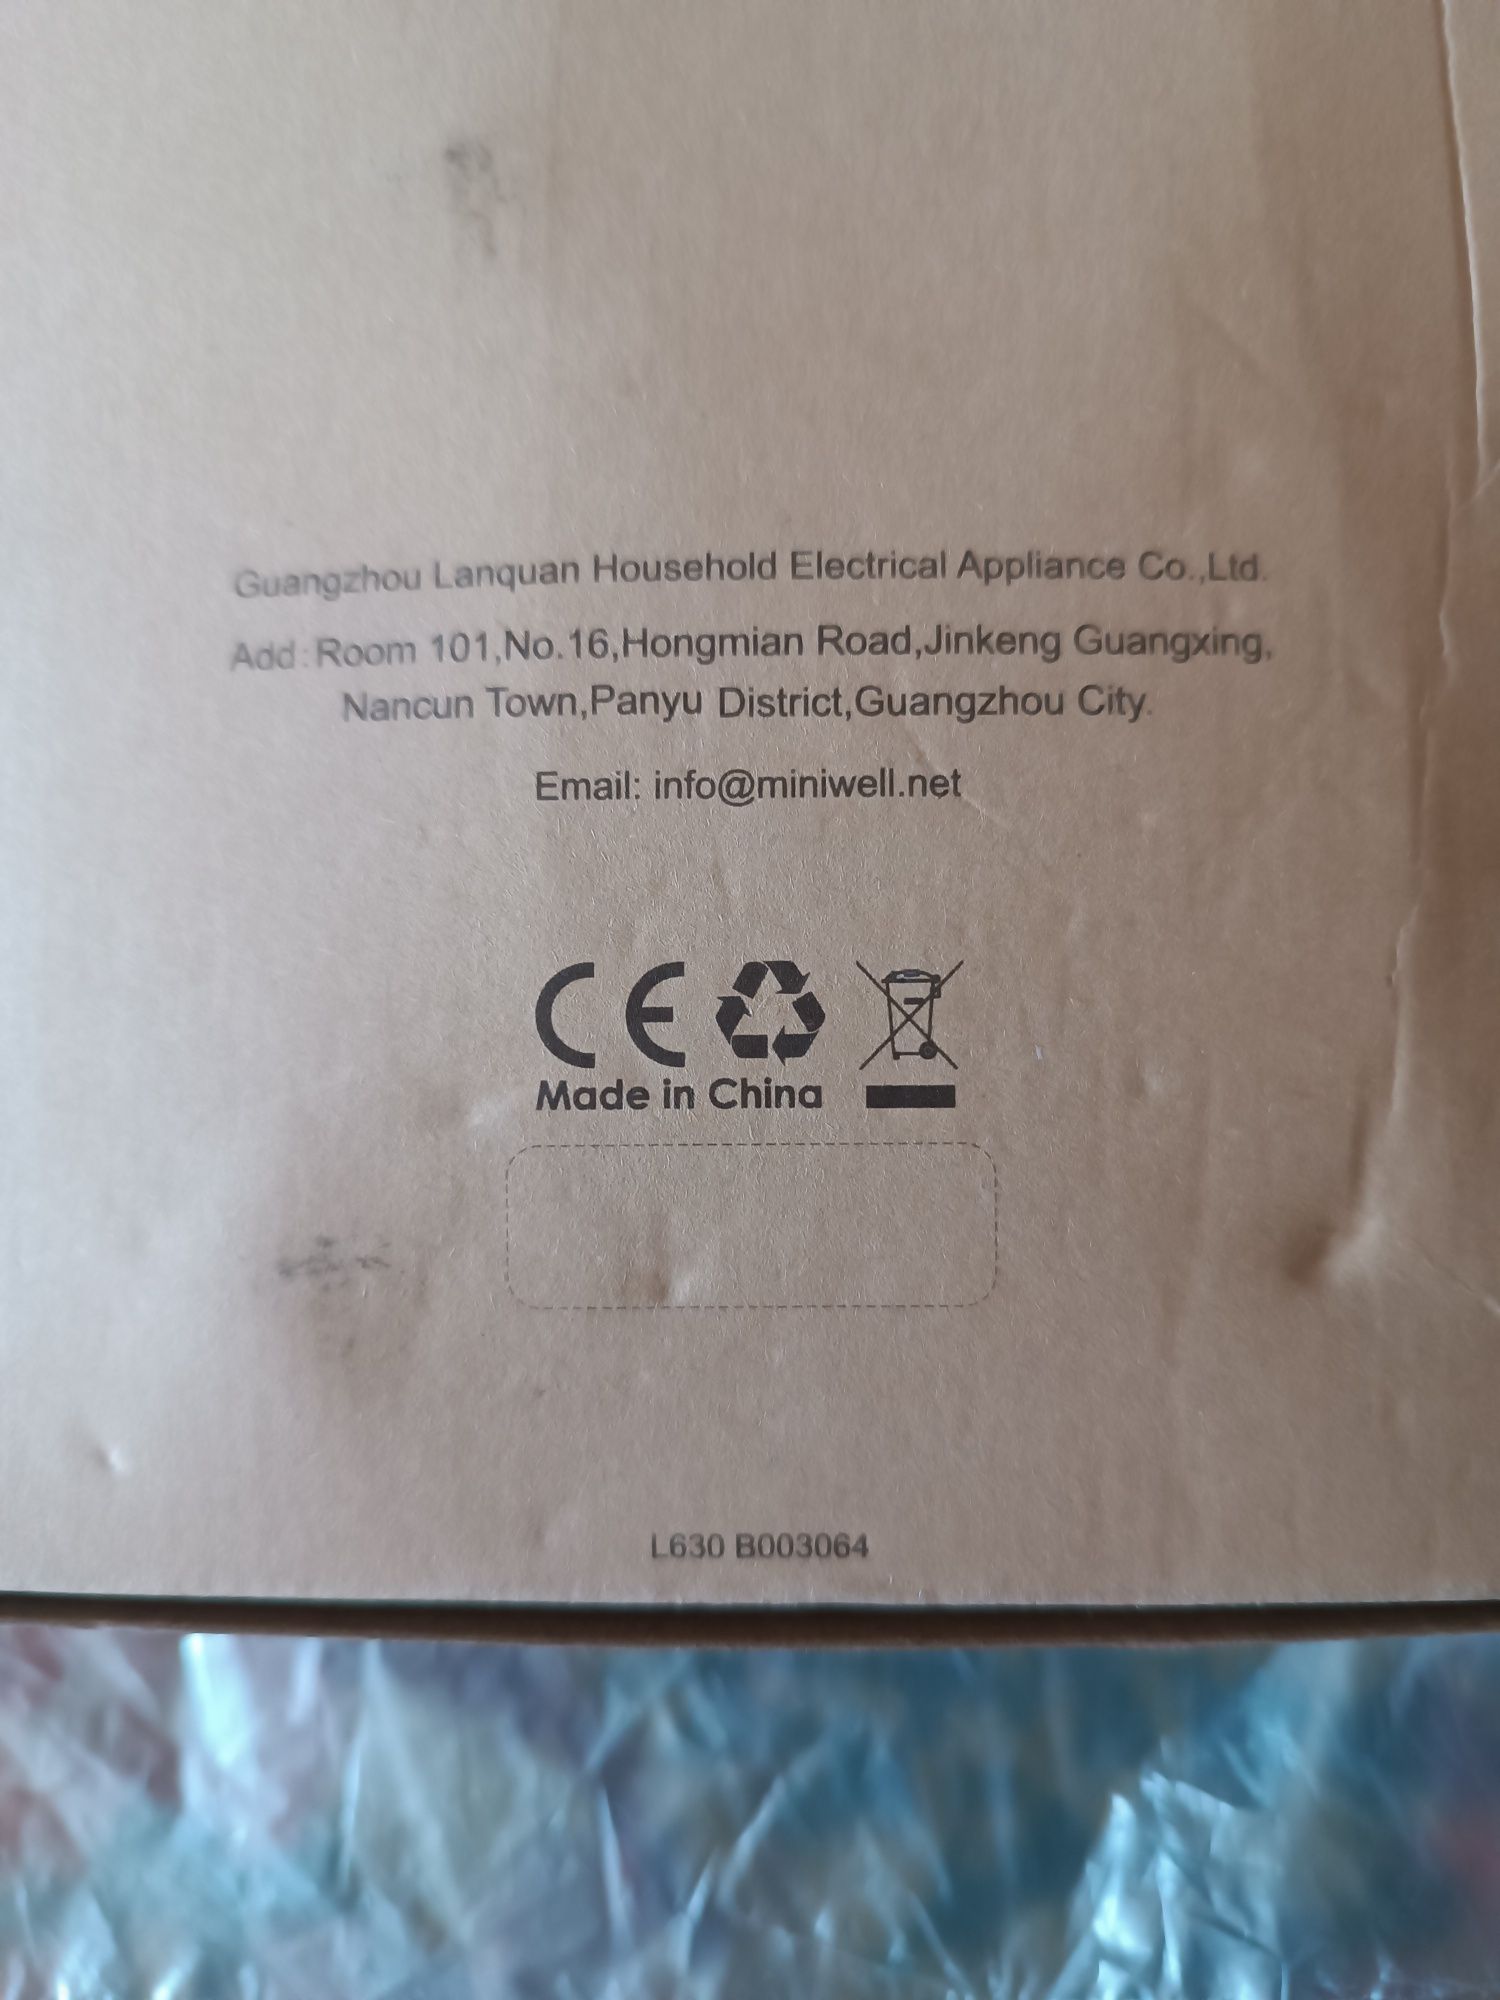 Guangzhou Lanquan Household Electrical Appliance Co.,Ltd.
Add:Room 101,No.16,Hongmian Road,Jinkeng Guangxing,
Nancun Town,Panyu District,Guangzhou City.
Email: info@miniwell.net
CE
Made in China
L630 B003064